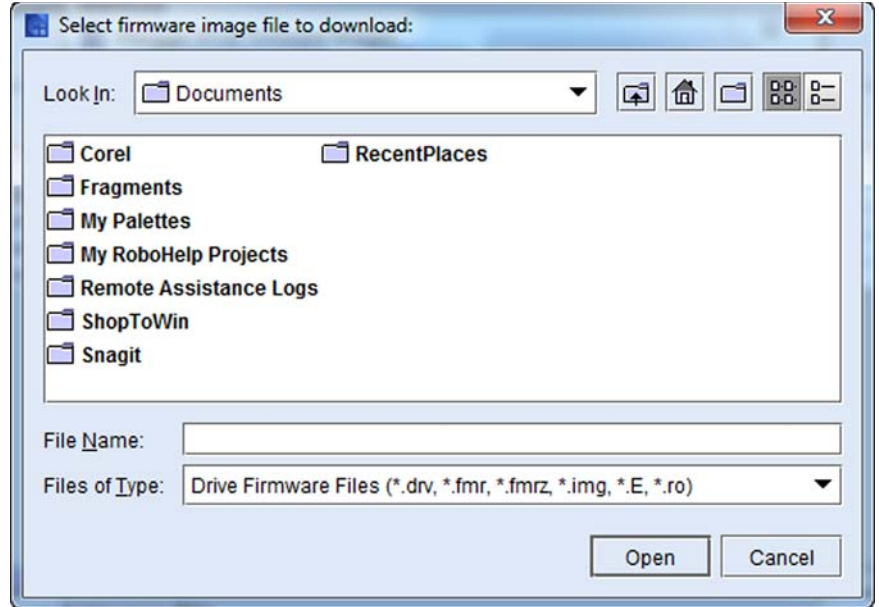 Select firmware image file to download:
Look In: Documents
Corel
Fragments
My Palettes
My RoboHelp Projects
Remote Assistance Logs
ShopToWin
Snagit
RecentPlaces
File Name:
Files of Type: Drive Firmware Files (*.drv, *.fmr, *.fmrz, *.img, *.E, *.ro)
Open Cancel